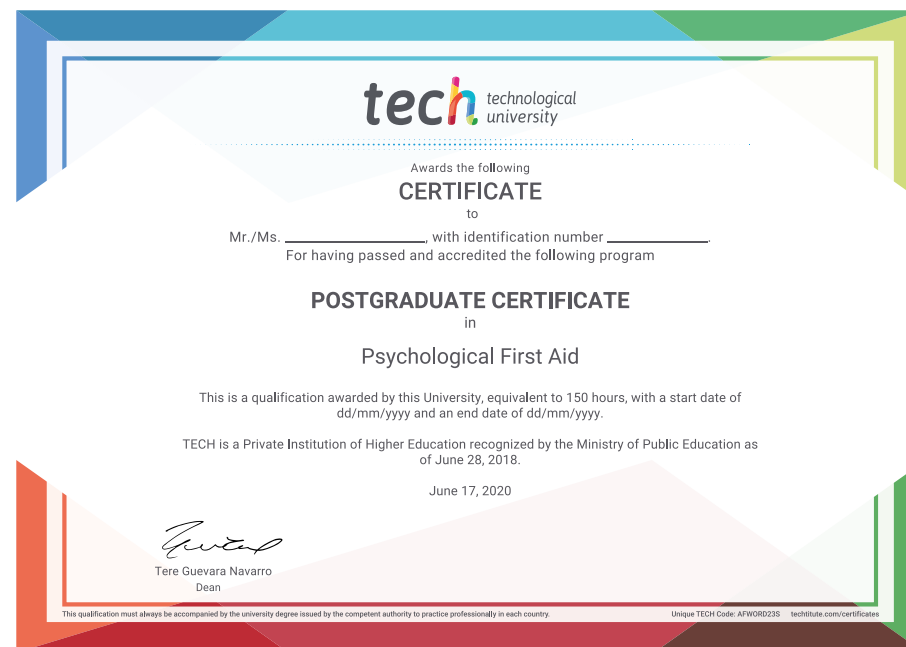 tech technological
university
Awards the following
CERTIFICATE
to
Mr./Ms. ____________________, with identification number ______________.
For having passed and accredited the following program
POSTGRADUATE CERTIFICATE
in
Psychological First Aid
This is a qualification awarded by this University, equivalent to 150 hours, with a start date of
dd/mm/yyyy and an end date of dd/mm/yyyy.
TECH is a Private Institution of Higher Education recognized by the Ministry of Public Education as
of June 28, 2018.
June 17, 2020
Tere Guevara Navarro
Dean
This qualification must always be accompanied by the university degree issued by the competent authority to practice professionally in each country.
Unique TECH Code: AFWORD23S techtitute.com/certificates